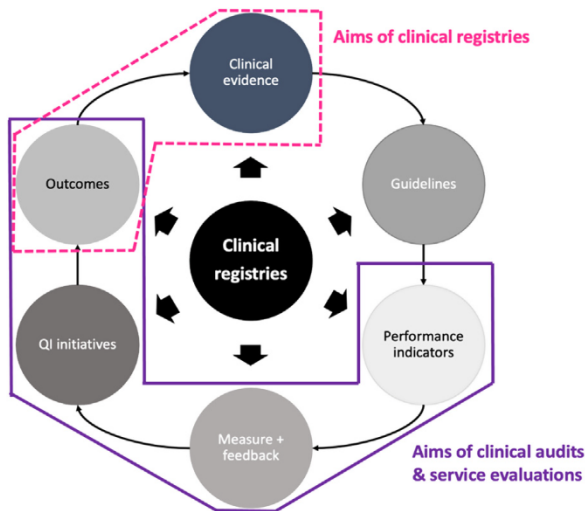 Aims of clinical registries
Clinical
evidence
Outcomes
Guidelines
Clinical
registries
QI initiatives
Performance
indicators
Measure +
feedback
Aims of clinical audits
& service evaluations